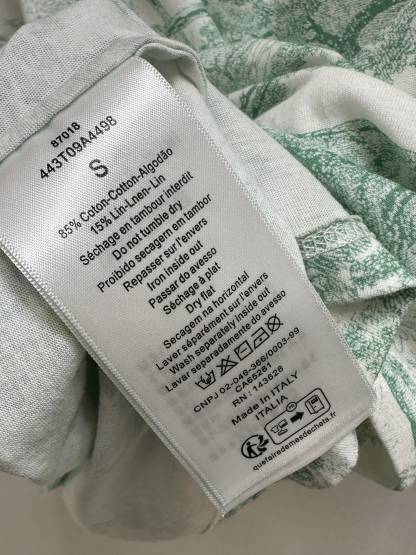 87018
443T09A4498
S
85% Coton-Cotton-Algodão
15% Lin-Linen- Lin
Séchage en tambour interdit
Do not tumble dry
Proibido secagem em tambor
Repasser sur l'envers
Iron inside out
Passar do avesso
Séchage à plat
Dry flat
Secagem na horizontal
Laver séparément sur l'envers
Wash separately inside out
Lavar separadamente do avesso
CNPJ 02-046-366/0003-99
CA65281
RN : 143526
Made In ITALY
ITALIA
quefairedemesdechets.fr